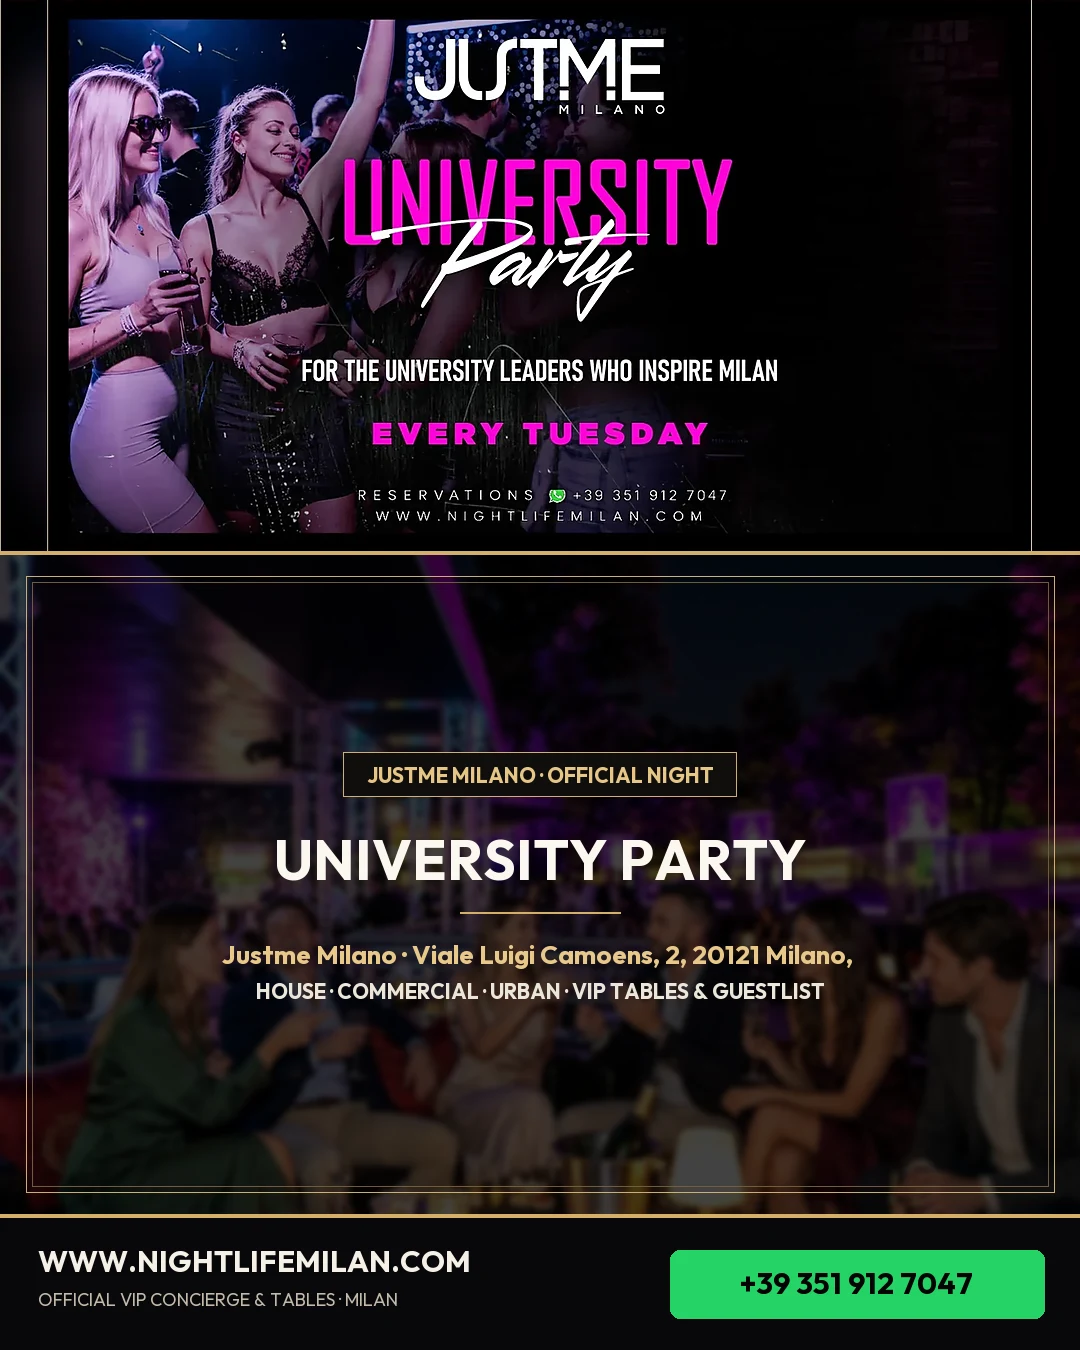 JUSTME
MILANO
UNIVERSITY
Party
FOR THE UNIVERSITY LEADERS WHO INSPIRE MILAN
EVERY TUESDAY
RESERVATIONS +39 351 912 7047
WWW.NIGHTLIFEMILAN.COM
JUSTME MILANO · OFFICIAL NIGHT
UNIVERSITY PARTY
Justme Milano · Viale Luigi Camoens, 2, 20121 Milano,
HOUSE · COMMERCIAL · URBAN · VIP TABLES & GUESTLIST
WWW.NIGHTLIFEMILAN.COM
OFFICIAL VIP CONCIERGE & TABLES · MILAN
+39 351 912 7047